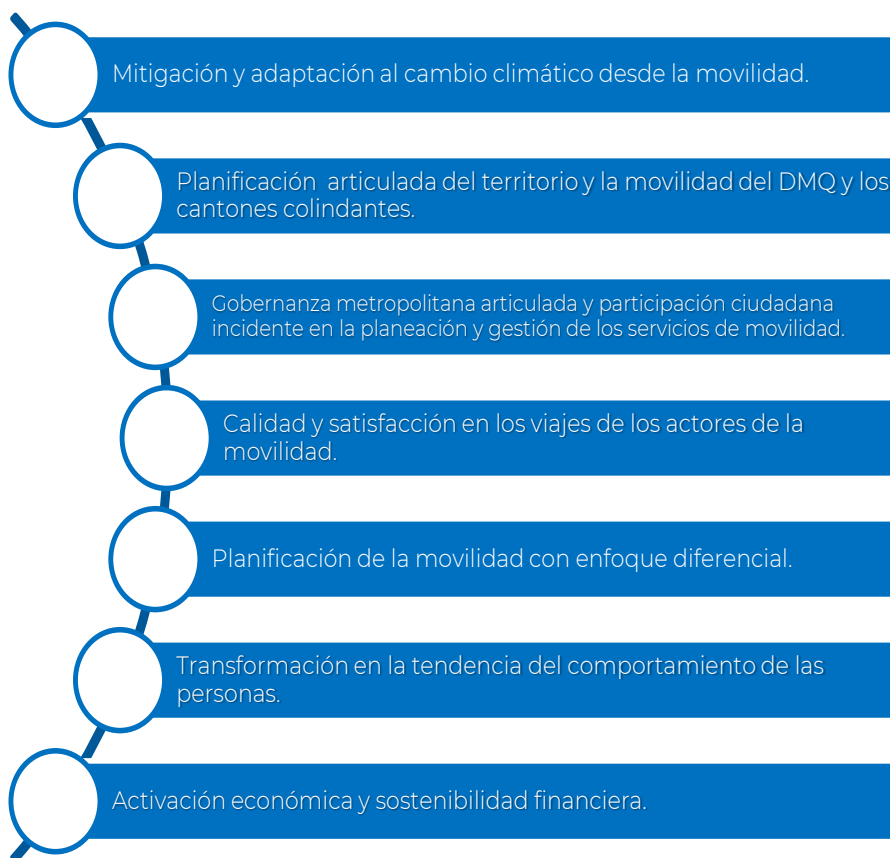 Mitigación y adaptación al cambio climático desde la movilidad.
Planificación articulada del territorio y la movilidad del DMQ y los
cantones colindantes.
Gobernanza metropolitana articulada y participación ciudadana
incidente en la planeación y gestión de los servicios de movilidad.
Calidad y satisfacción en los viajes de los actores de la
movilidad.
Planificación de la movilidad con enfoque diferencial.
Transformación en la tendencia del comportamiento de las
personas.
Activación económica y sostenibilidad financiera.